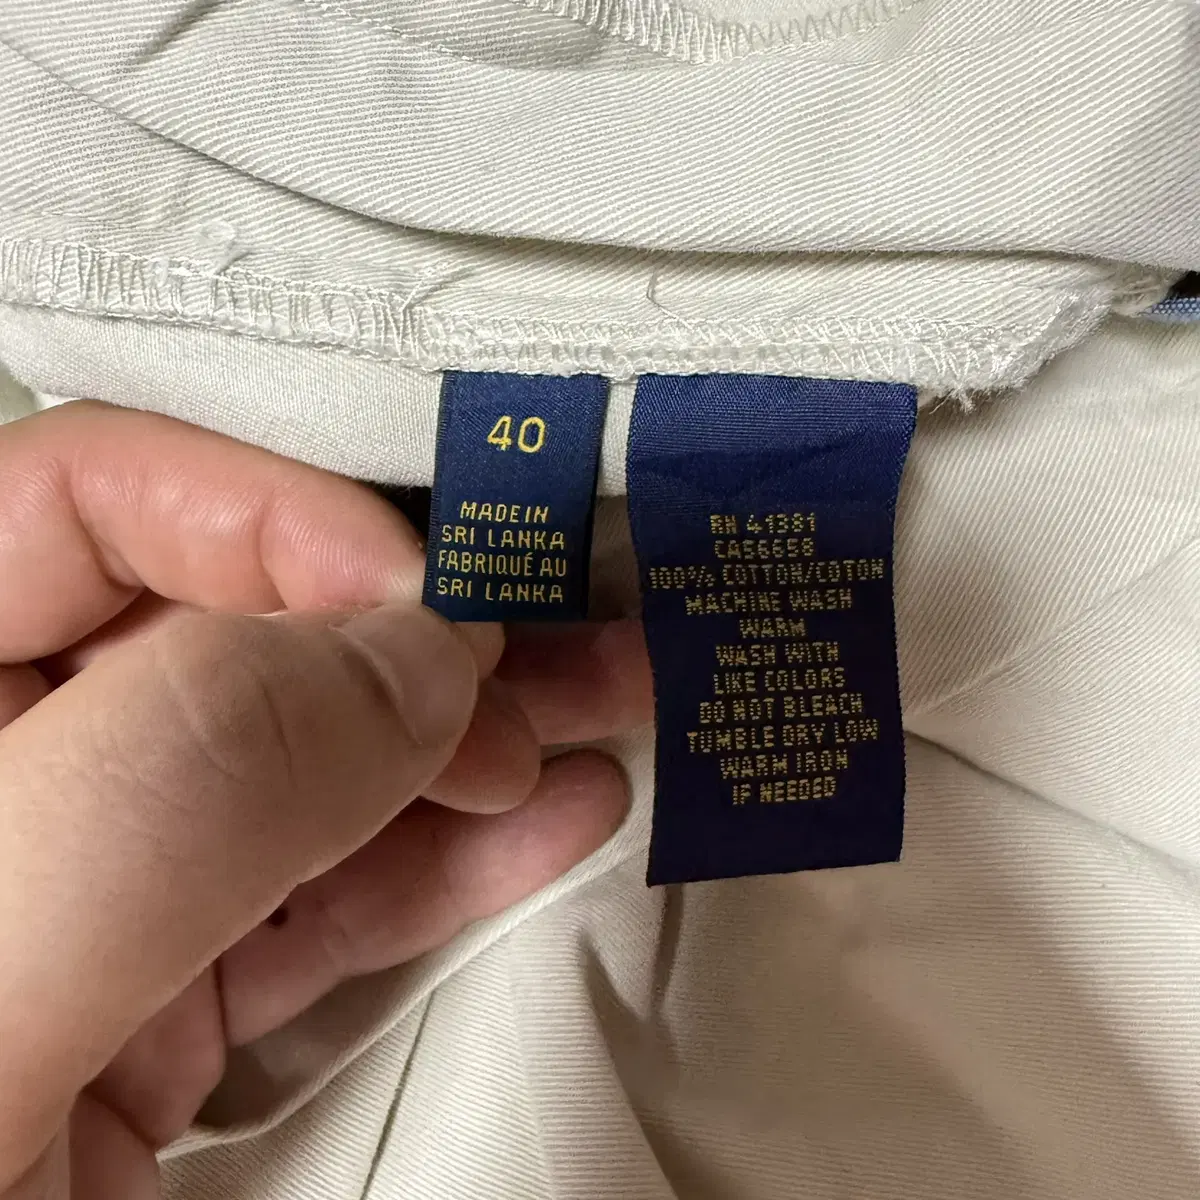 40
MADE IN
SRI LANKA
FABRIQUÉ AU
SRI LANKA
RN 41381
CA56658
100% COTTON/COTON
MACHINE WASH
WARM
WASH WITH
LIKE COLORS
DO NOT BLEACH
TUMBLE DRY LOW
WARM IRON
IF NEEDED